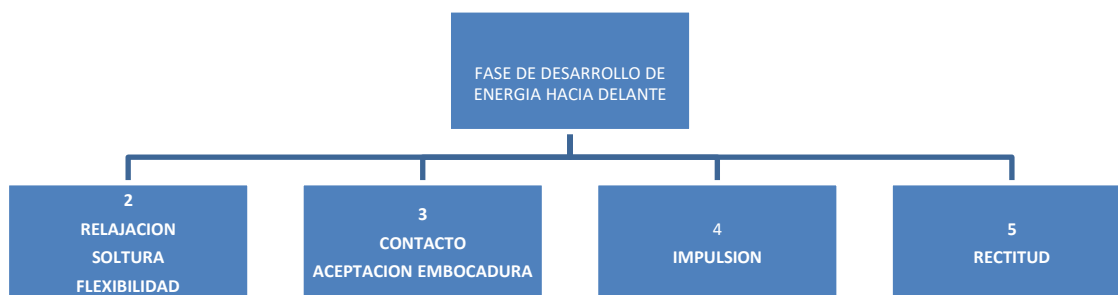 FASE DE DESARROLLO DE
ENERGIA HACIA DELANTE
2
RELAJACION
SOLTURA
FLEXIBILIDAD
3
CONTACTO
ACEPTACION EMBOCADURA
4
IMPULSION
5
RECTITUD